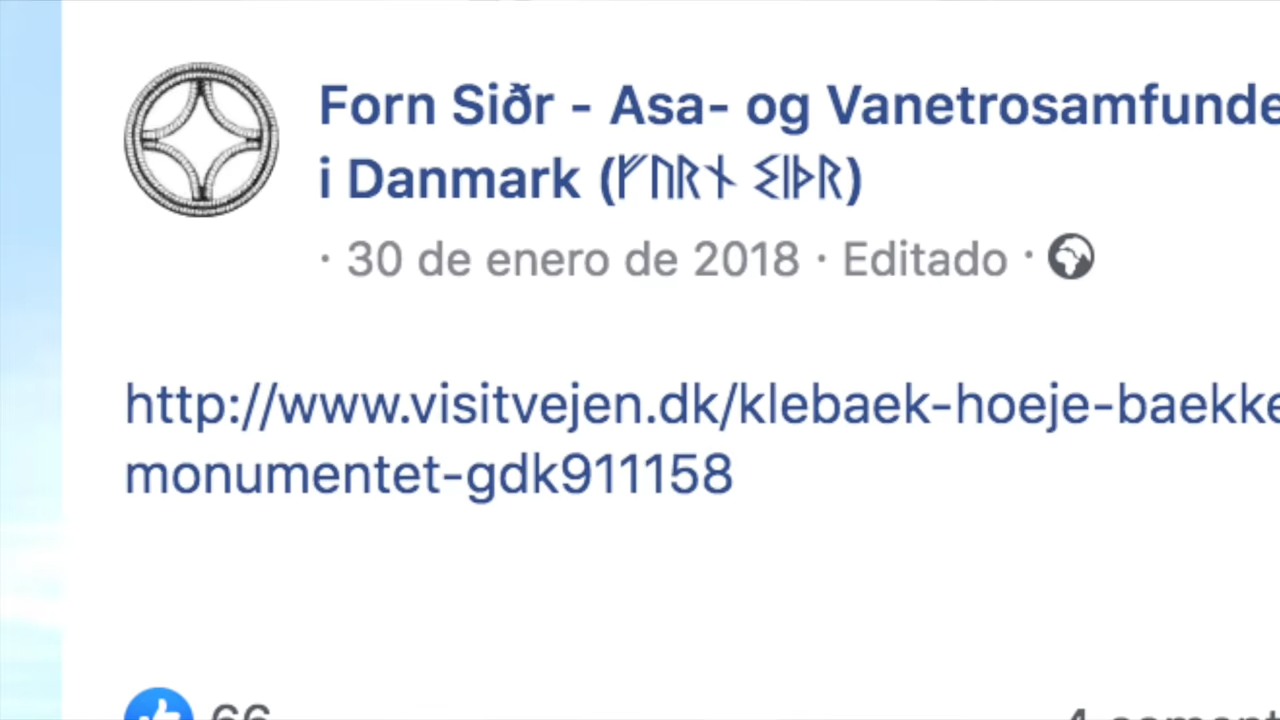 Forn Siðr - Asa- og Vanetrosamfunde
i Danmark (ᚠᚢᚱᚾ ᛊᛁᚦᚱ)
· 30 de enero de 2018 · Editado ·
http://www.visitvejen.dk/klebaek-hoeje-baekke
monumentet-gdk911158
66